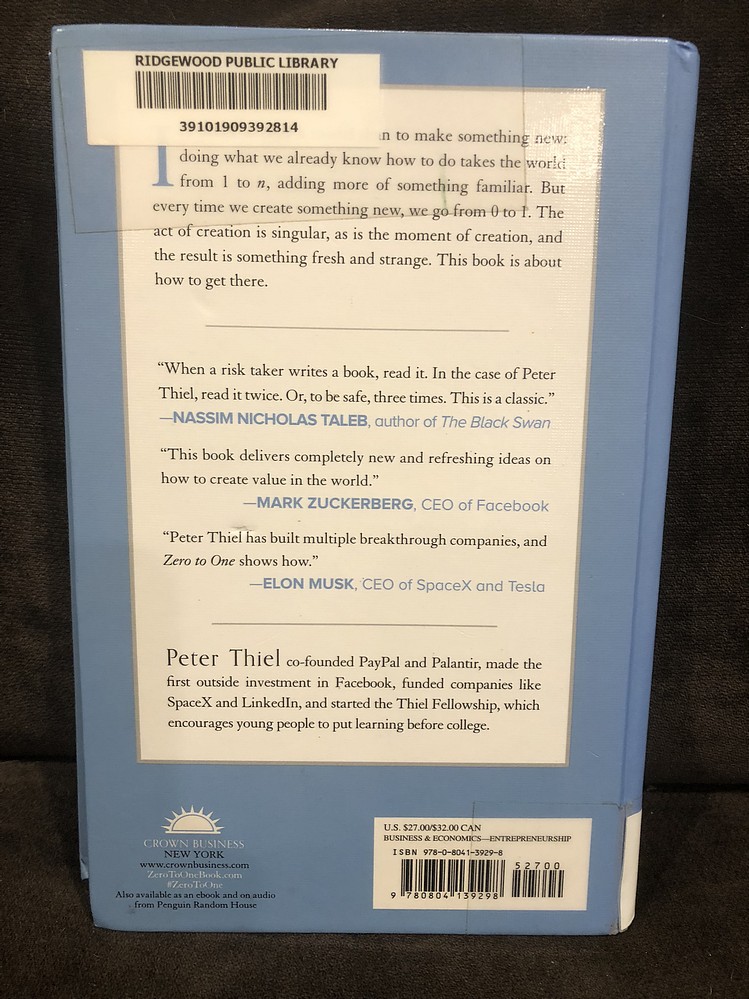 RIDGEWOOD PUBLIC LIBRARY
39101909392814
n to make something new:
doing what we already know how to do takes the world
from 1 to n, adding more of something familiar. But
every time we create something new, we go from 0 to 1. The
act of creation is singular, as is the moment of creation, and
the result is something fresh and strange. This book is about
how to get there.
“When a risk taker writes a book, read it. In the case of Peter
Thiel, read it twice. Or, to be safe, three times. This is a classic.”
—NASSIM NICHOLAS TALEB, author of The Black Swan
“This book delivers completely new and refreshing ideas on
how to create value in the world.”
—MARK ZUCKERBERG, CEO of Facebook
“Peter Thiel has built multiple breakthrough companies, and
Zero to One shows how.”
—ELON MUSK, CEO of SpaceX and Tesla
Peter Thiel co-founded PayPal and Palantir, made the
first outside investment in Facebook, funded companies like
SpaceX and LinkedIn, and started the Thiel Fellowship, which
encourages young people to put learning before college.
CROWN BUSINESS
NEW YORK
www.crownbusiness.com
ZeroToOneBook.com
#ZeroToOne
Also available as an ebook and on audio
from Penguin Random House
U.S. $27.00/$32.00 CAN
BUSINESS & ECONOMICS—ENTREPRENEURSHIP
ISBN 978-0-8041-3929-8
52700
9 780804 139298